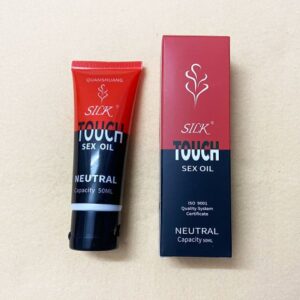 QUANSHUANG
SILK®
TOUCH
SEX OIL
NEUTRAL
Capacity 50ML
SILK®
TOUCH
SEX OIL
ISO 9001
Quality System
Certificate
NEUTRAL
Capacity 50ML